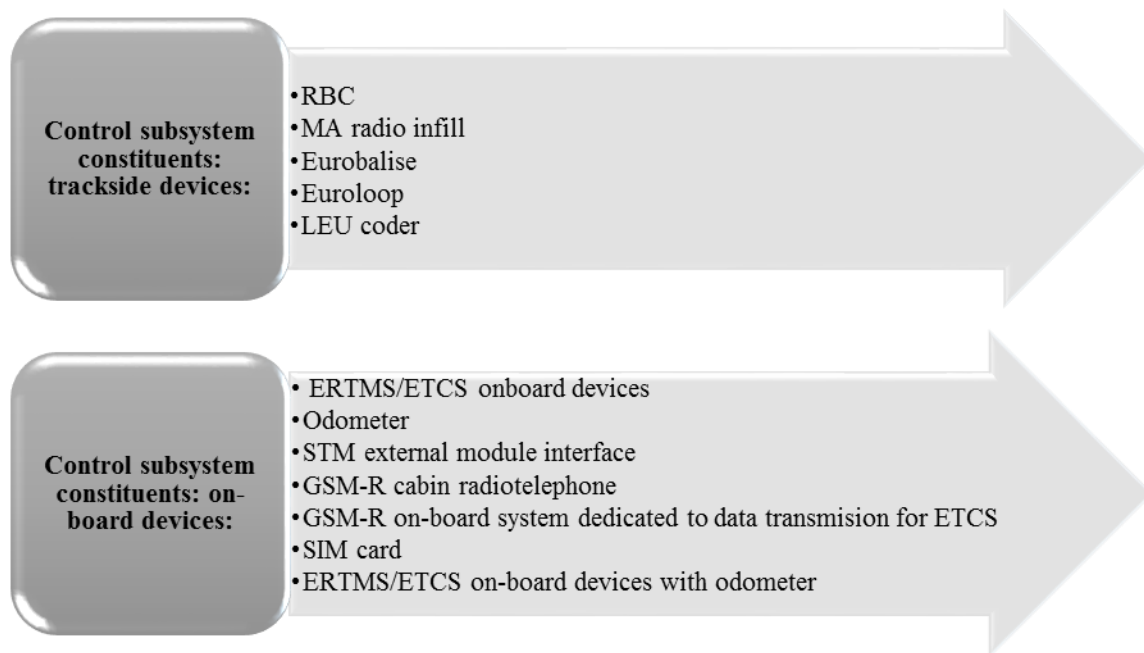 Control subsystem
constituents:
trackside devices:
•RBC
•MA radio infill
•Eurobalise
•Euroloop
•LEU coder
Control subsystem
constituents: on-
board devices:
• ERTMS/ETCS onboard devices
•Odometer
•STM external module interface
•GSM-R cabin radiotelephone
•GSM-R on-board system dedicated to data transmision for ETCS
•SIM card
•ERTMS/ETCS on-board devices with odometer